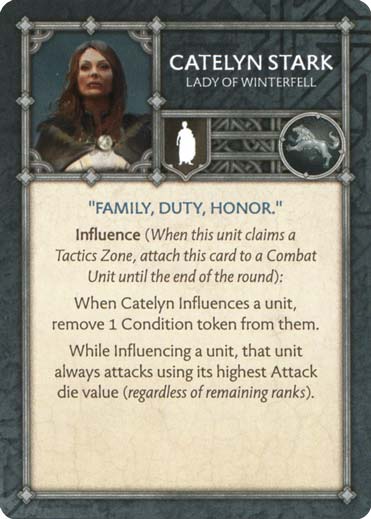 CATELYN STARK
LADY OF WINTERFELL
"FAMILY, DUTY, HONOR."
Influence (When this unit claims a
Tactics Zone, attach this card to a Combat
Unit until the end of the round):
When Catelyn Influences a unit,
remove 1 Condition token from them.
While Influencing a unit, that unit
always attacks using its highest Attack
die value (regardless of remaining ranks).